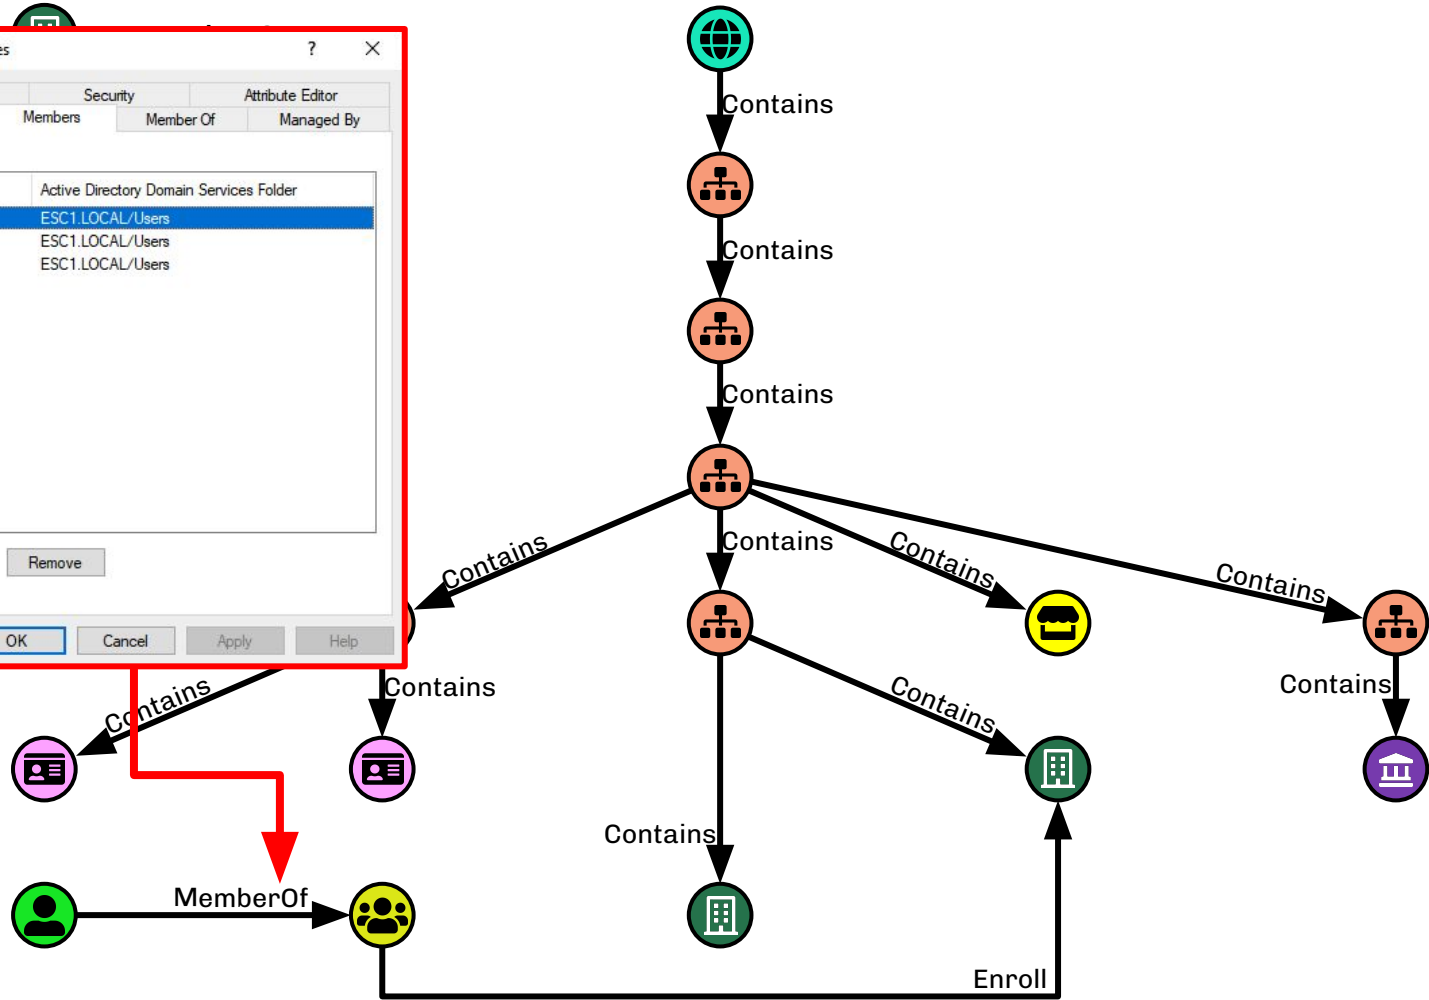 es ?
Security Attribute Editor
Members Member Of Managed By
Active Directory Domain Services Folder
ESC1.LOCAL/Users
ESC1.LOCAL/Users
ESC1.LOCAL/Users
Remove
OK Cancel Apply Help
Contains
Contains
Contains
Contains
Contains
Contains
Contains
Contains
Contains
Contains
Contains
Contains
MemberOf
Enroll